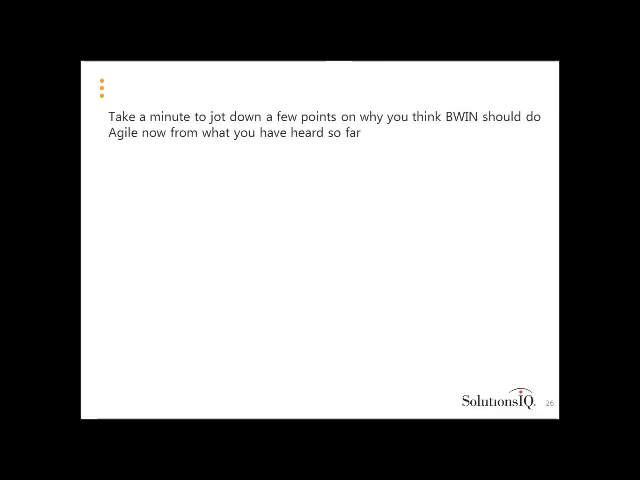 Take a minute to jot down a few points on why you think BWIN should do
Agile now from what you have heard so far
SolutionsIQ.
26